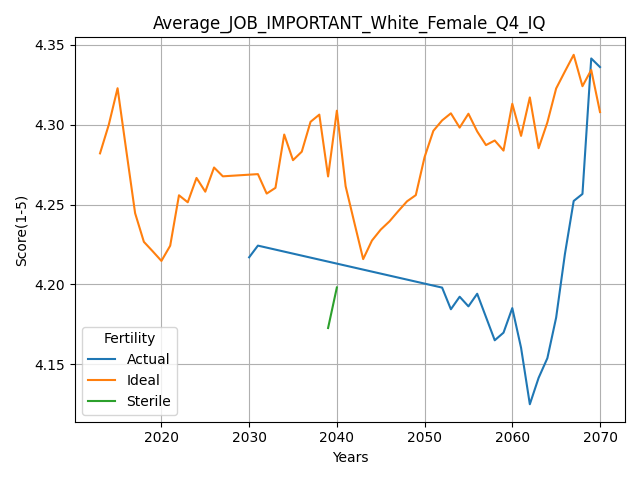 Average_JOB_IMPORTANT_White_Female_Q4_IQ
4.35
4.30
4.25
4.20
4.15
Score(1-5)
Fertility
Actual
Ideal
Sterile
2020 2030 2040 2050 2060 2070
Years